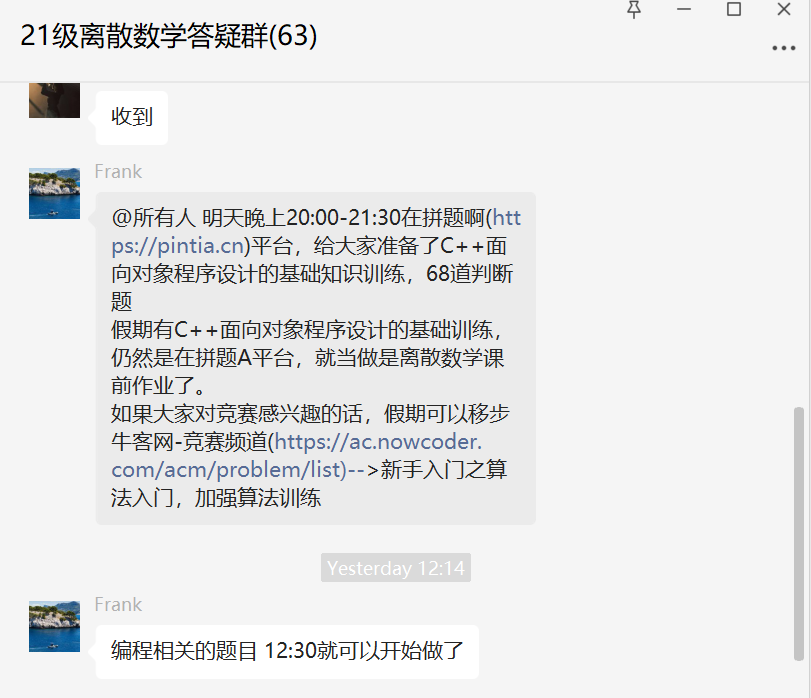 21级离散数学答疑群(63)
收到
Frank
@所有人 明天晚上20:00-21:30在拼题啊(htt
ps://pintia.cn)平台，给大家准备了C++面
向对象程序设计的基础知识训练，68道判断
题
假期有C++面向对象程序设计的基础训练，
仍然是在拼题A平台，就当做是离散数学课
前作业了。
如果大家对竞赛感兴趣的话，假期可以移步
牛客网-竞赛频道(https://ac.nowcoder.
com/acm/problem/list)-->新手入门之算
法入门，加强算法训练
Yesterday 12:14
Frank
编程相关的题目 12:30就可以开始做了